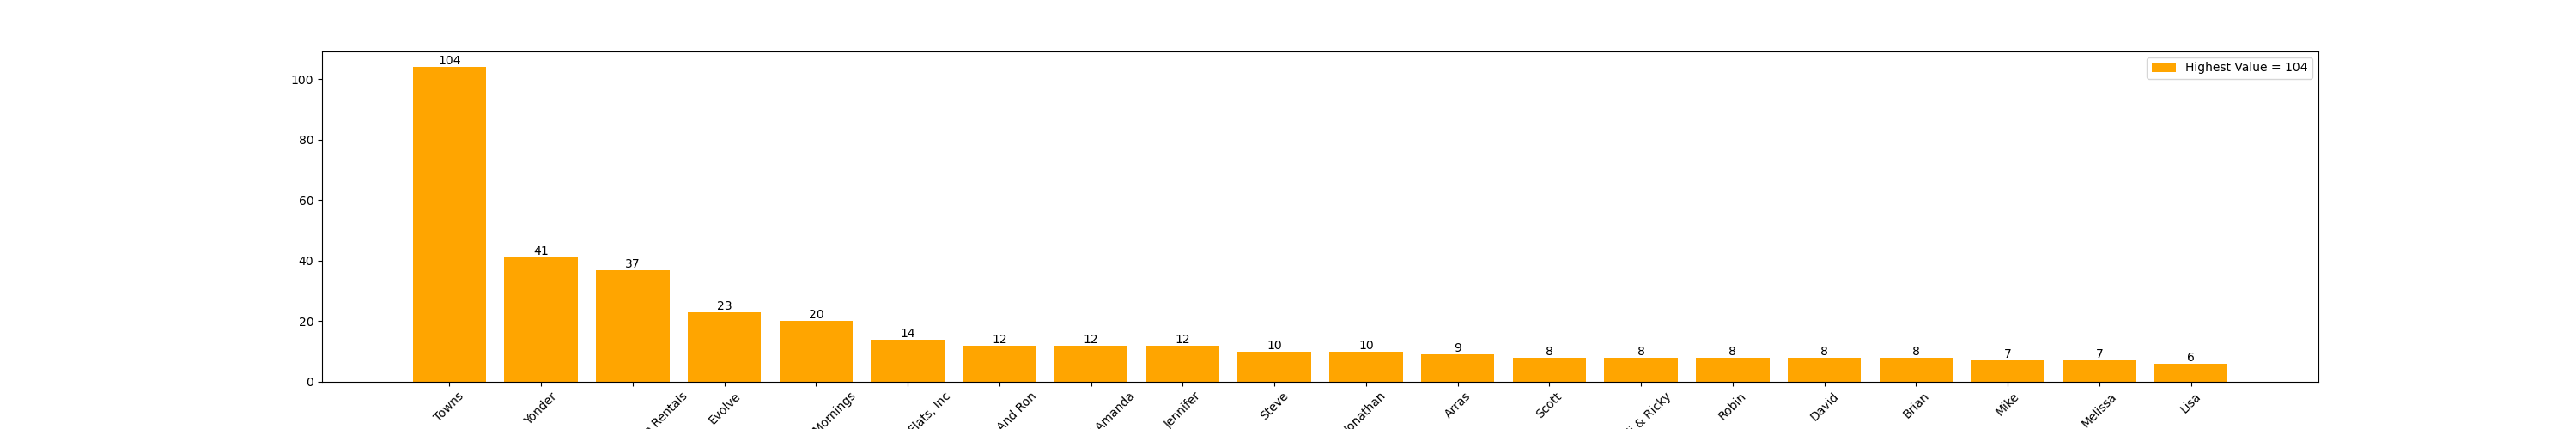 Highest Value = 104
104
41
37
23
20
14
12
12
12
10
10
9
8
8
8
8
8
7
7
6
100
80
60
40
20
0
Towns
Yonder
Rentals
Evolve
Mornings
Flats, Inc
And Ron
Amanda
Jennifer
Steve
Jonathan
Arras
Scott
& Ricky
Robin
David
Brian
Mike
Melissa
Lisa